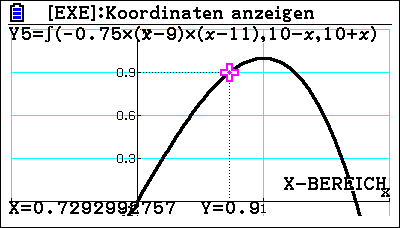 [EXE]:Koordinaten anzeigen
Y5=∫(-0.75×(x-9)×(x-11),10-x,10+x)
0.9
0.6
0.3
X-BEREICH
x
X=0.7292992757 Y=0.9
1